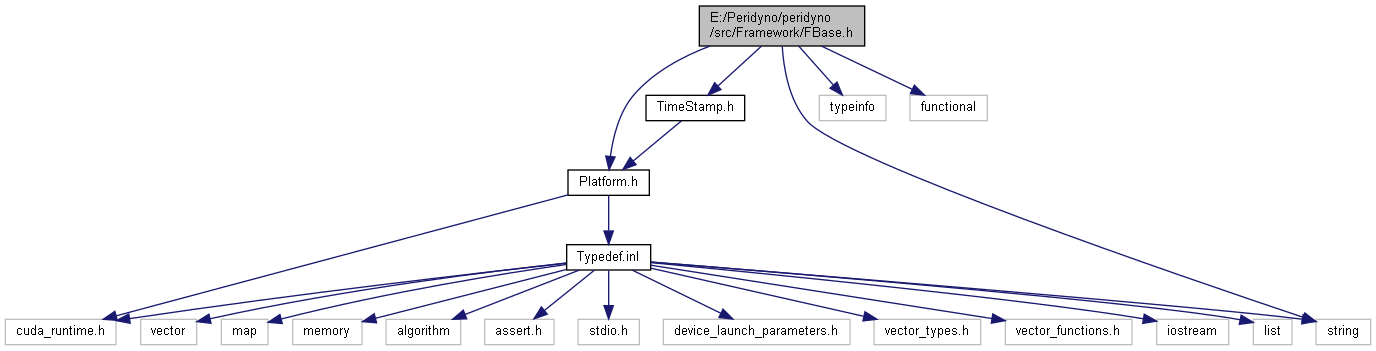 E:/Peridyno/peridyno
/src/Framework/FBase.h
TimeStamp.h
typeinfo
functional
Platform.h
Typedef.inl
cuda_runtime.h
vector
map
memory
algorithm
assert.h
stdio.h
device_launch_parameters.h
vector_types.h
vector_functions.h
iostream
list
string